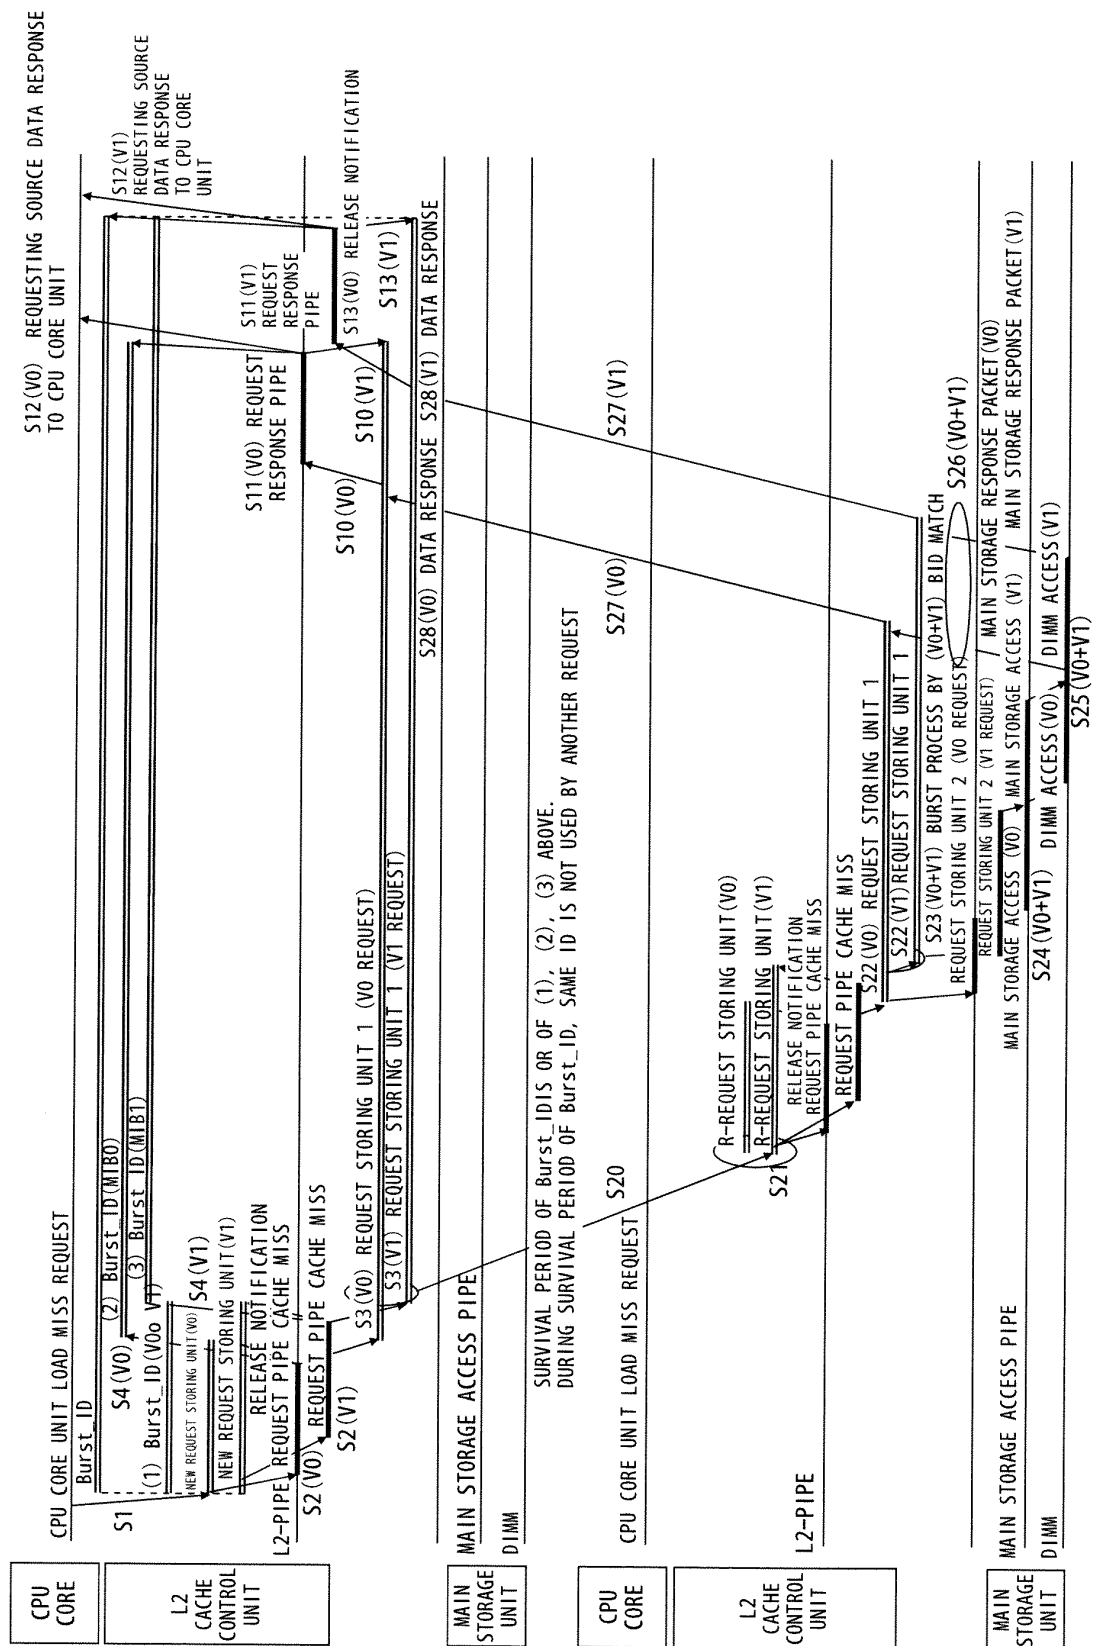 CPU
CORE
L2
CACHE
CONTROL
UNIT
MAIN
STORAGE
UNIT
CPU
CORE
L2
CACHE
CONTROL
UNIT
MAIN
STORAGE
UNIT
S12(V0) REQUESTING SOURCE DATA RESPONSE
TO CPU CORE UNIT
S12(V1)
REQUESTING SOURCE
DATA RESPONSE
TO CPU CORE
UNIT
CPU CORE UNIT LOAD MISS REQUEST
Burst_ID
S1
(2) Burst_ID(MIB0)
S4(V0)
(3) Burst ID(MIB1)
(1) Burst_ID(V0o V1)
S4(V1)
NEW REQUEST STORING UNIT(V0)
NEW REQUEST STORING UNIT(V1)
RELEASE NOTIFICATION
L2-PIPE
REQUEST PIPE CACHE MISS
S2(V0)
REQUEST PIPE CACHE MISS
S2(V1)
S11(V0) REQUEST
RESPONSE PIPE
S11(V1)
REQUEST
RESPONSE
PIPE
S13(V0) RELEASE NOTIFICATION
S10(V0)
S10(V1)
S13(V1)
S3(V0) REQUEST STORING UNIT 1 (V0 REQUEST)
S3(V1) REQUEST STORING UNIT 1 (V1 REQUEST)
S28(V0) DATA RESPONSE
S28(V1) DATA RESPONSE
MAIN STORAGE ACCESS PIPE
DIMM
SURVIVAL PERIOD OF Burst_IDIS OR OF (1), (2), (3) ABOVE.
DURING SURVIVAL PERIOD OF Burst_ID, SAME ID IS NOT USED BY ANOTHER REQUEST
CPU CORE UNIT LOAD MISS REQUEST
S20
S27(V0)
S27(V1)
R-REQUEST STORING UNIT(V0)
R-REQUEST STORING UNIT(V1)
S21
RELEASE NOTIFICATION
L2-PIPE
REQUEST PIPE CACHE MISS
REQUEST PIPE CACHE MISS
S22(V0) REQUEST STORING UNIT 1
S22(V1)REQUEST STORING UNIT 1
S23(V0+V1) BURST PROCESS BY (V0+V1) BID MATCH
S26(V0+V1)
REQUEST STORING UNIT 2 (V0 REQUEST)
REQUEST STORING UNIT 2 (V1 REQUEST)
MAIN STORAGE RESPONSE PACKET(V0)
MAIN STORAGE ACCESS PIPE
MAIN STORAGE ACCESS (V0)
MAIN STORAGE ACCESS (V1)
MAIN STORAGE RESPONSE PACKET(V1)
S24(V0+V1)
DIMM
DIMM ACCESS(V0)
DIMM ACCESS(V1)
S25(V0+V1)